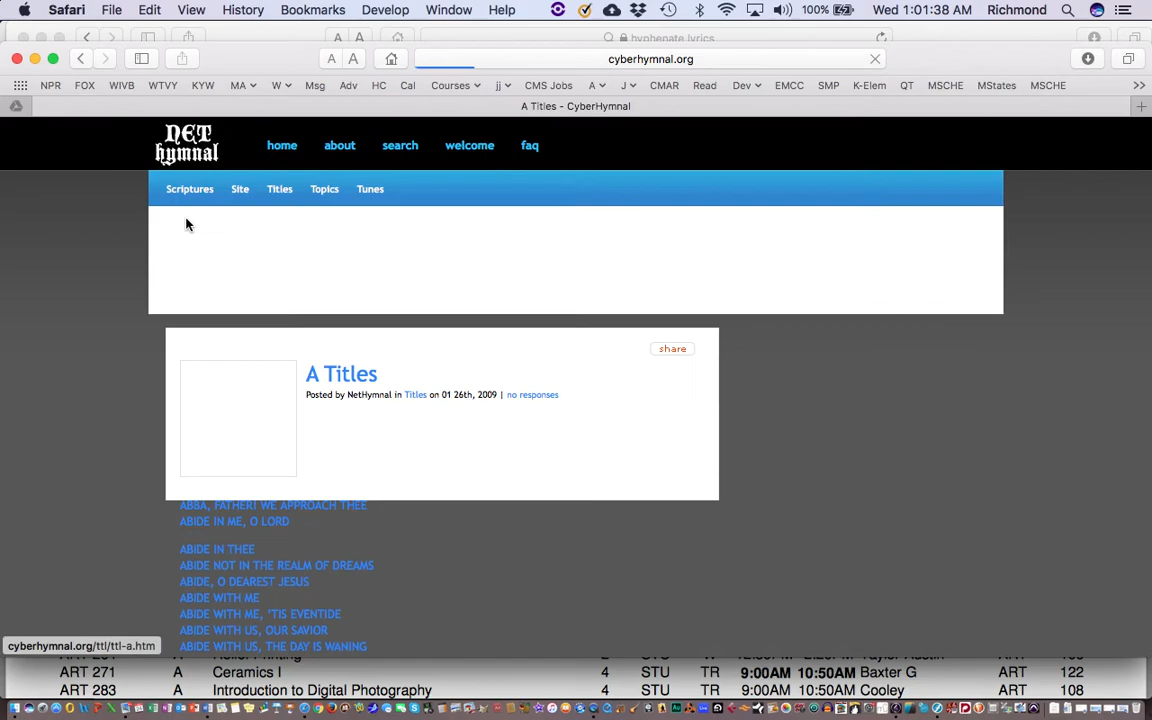 Safari File Edit View History Bookmarks Develop Window Help 100% Wed 1:01:38 AM Richmond
A A hyphenate lyrics
A A cyberhymnal.org
NPR FOX WIVB WTVY KYW MA W Msg Adv HC Cal Courses jj CMS Jobs A J CMAR Read Dev EMCC SMP K-Elem QT MSCHE MStates MSCHE >>
A Titles - CyberHymnal
NET
hymnal
home about search welcome faq
Scriptures Site Titles Topics Tunes
share
A Titles
Posted by NetHymnal in Titles on 01 26th, 2009 | no responses
ABBA, FATHER! WE APPROACH THEE
ABIDE IN ME, O LORD
ABIDE IN THEE
ABIDE NOT IN THE REALM OF DREAMS
ABIDE, O DEAREST JESUS
ABIDE WITH ME
ABIDE WITH ME, 'TIS EVENTIDE
ABIDE WITH US, OUR SAVIOR
ABIDE WITH US, THE DAY IS WANING
cyberhymnal.org/ttl/ttl-a.htm
ART 271 A Ceramics I 4 STU TR 9:00AM 10:50AM Baxter G ART 122
ART 283 A Introduction to Digital Photography 4 STU TR 9:00AM 10:50AM Cooley ART 108